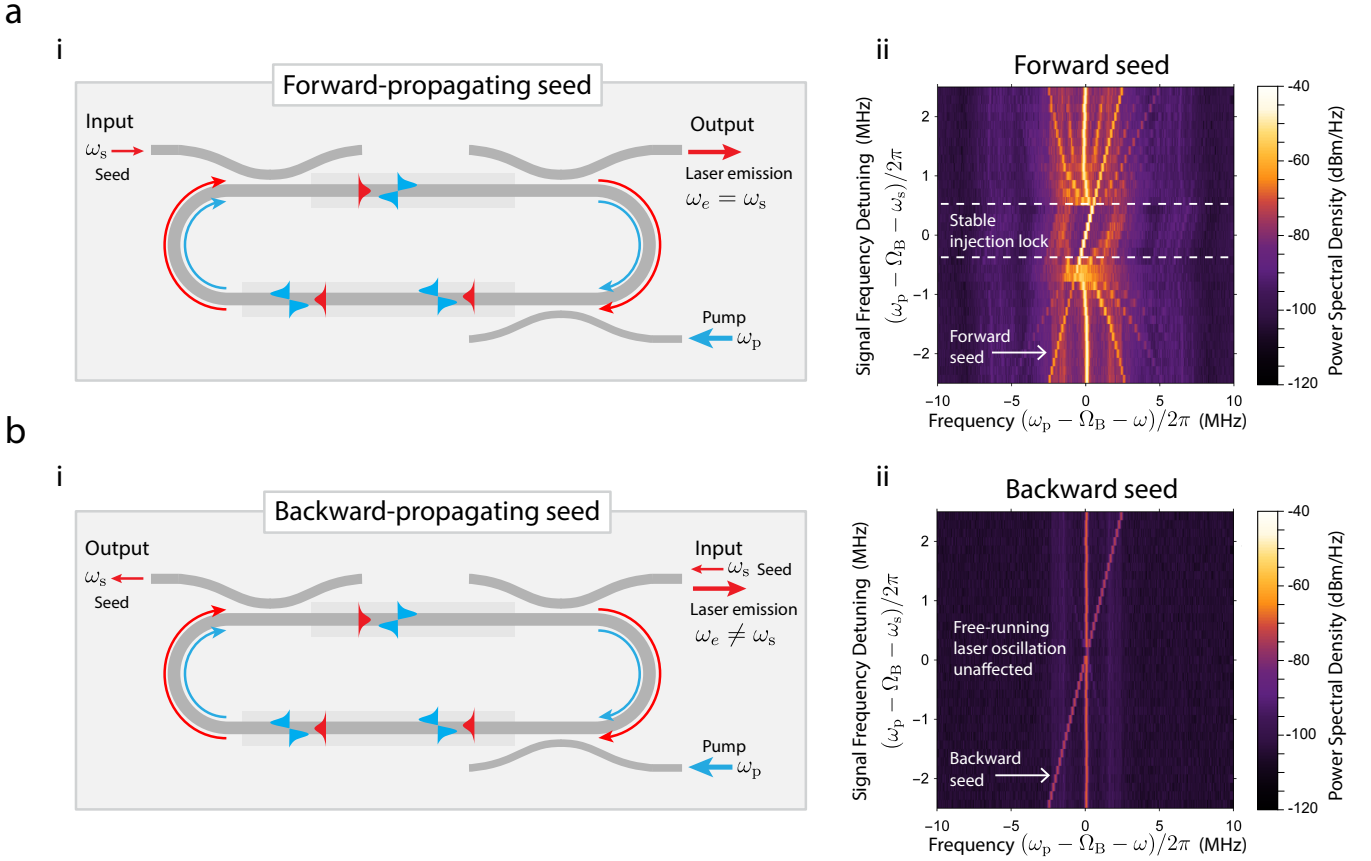 a
i
Forward-propagating seed
Input
ωs
Seed
Output
Laser emission
ωe = ωs
Pump
ωp
ii
Forward seed
Signal Frequency Detuning (MHz)
(ωp − ΩB − ωs)/2π
2
1
0
-1
-2
Stable
injection lock
Forward
seed
-10
-5
0
5
10
Frequency (ωp − ΩB − ω)/2π (MHz)
-40
-60
-80
-100
-120
Power Spectral Density (dBm/Hz)
b
i
Backward-propagating seed
Output
ωs
Seed
Input
ωs Seed
Laser emission
ωe ≠ ωs
Pump
ωp
ii
Backward seed
Signal Frequency Detuning (MHz)
(ωp − ΩB − ωs)/2π
2
1
0
-1
-2
Free-running
laser oscillation
unaffected
Backward
seed
-10
-5
0
5
10
Frequency (ωp − ΩB − ω)/2π (MHz)
-40
-60
-80
-100
-120
Power Spectral Density (dBm/Hz)